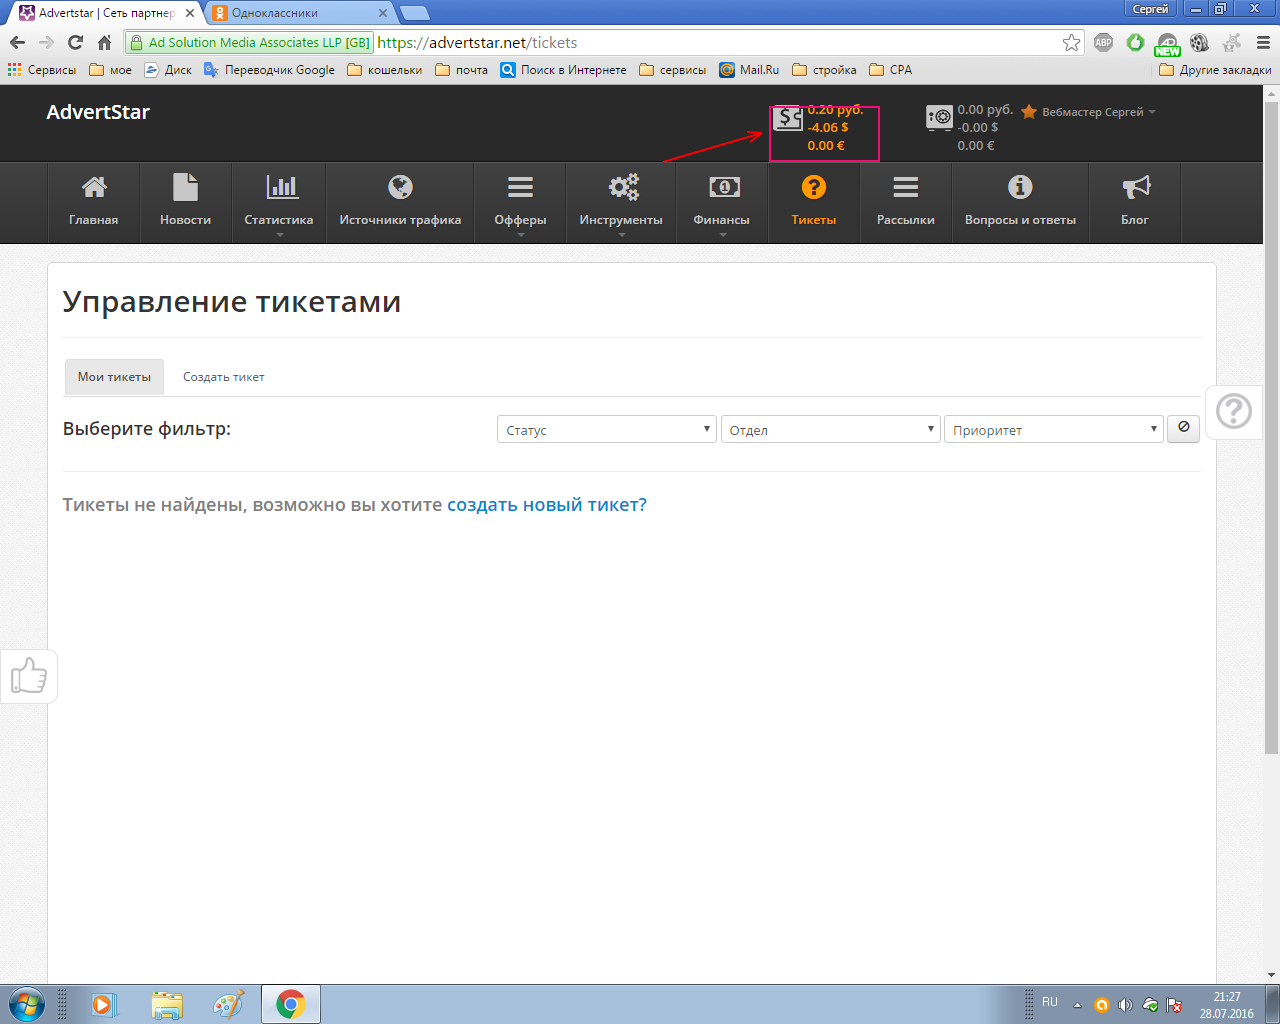 Advertstar | Сеть партнер
Одноклассники
Сергей
Ad Solution Media Associates LLP [GB]
https://advertstar.net/tickets
ABP
NEW
Сервисы
мое
Диск
Переводчик Google
кошельки
почта
Поиск в Интернете
сервисы
Mail.Ru
стройка
CPA
Другие закладки
AdvertStar
0.20 руб.
-4.06 $
0.00 €
0.00 руб.
-0.00 $
0.00 €
Вебмастер Сергей
Главная
Новости
Статистика
Источники трафика
Офферы
Инструменты
Финансы
Тикеты
Рассылки
Вопросы и ответы
Блог
Управление тикетами
Мои тикеты
Создать тикет
Выберите фильтр:
Статус
Отдел
Приоритет
Тикеты не найдены, возможно вы хотите создать новый тикет?
RU
21:27
28.07.2016